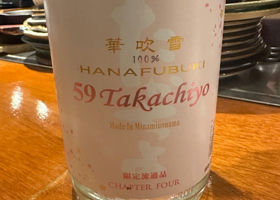 華吹雪
100%
HANAFUBUKI
59 Takachiyo
Made In Minamiuonuma
限定流通品
CHAPTER FOUR